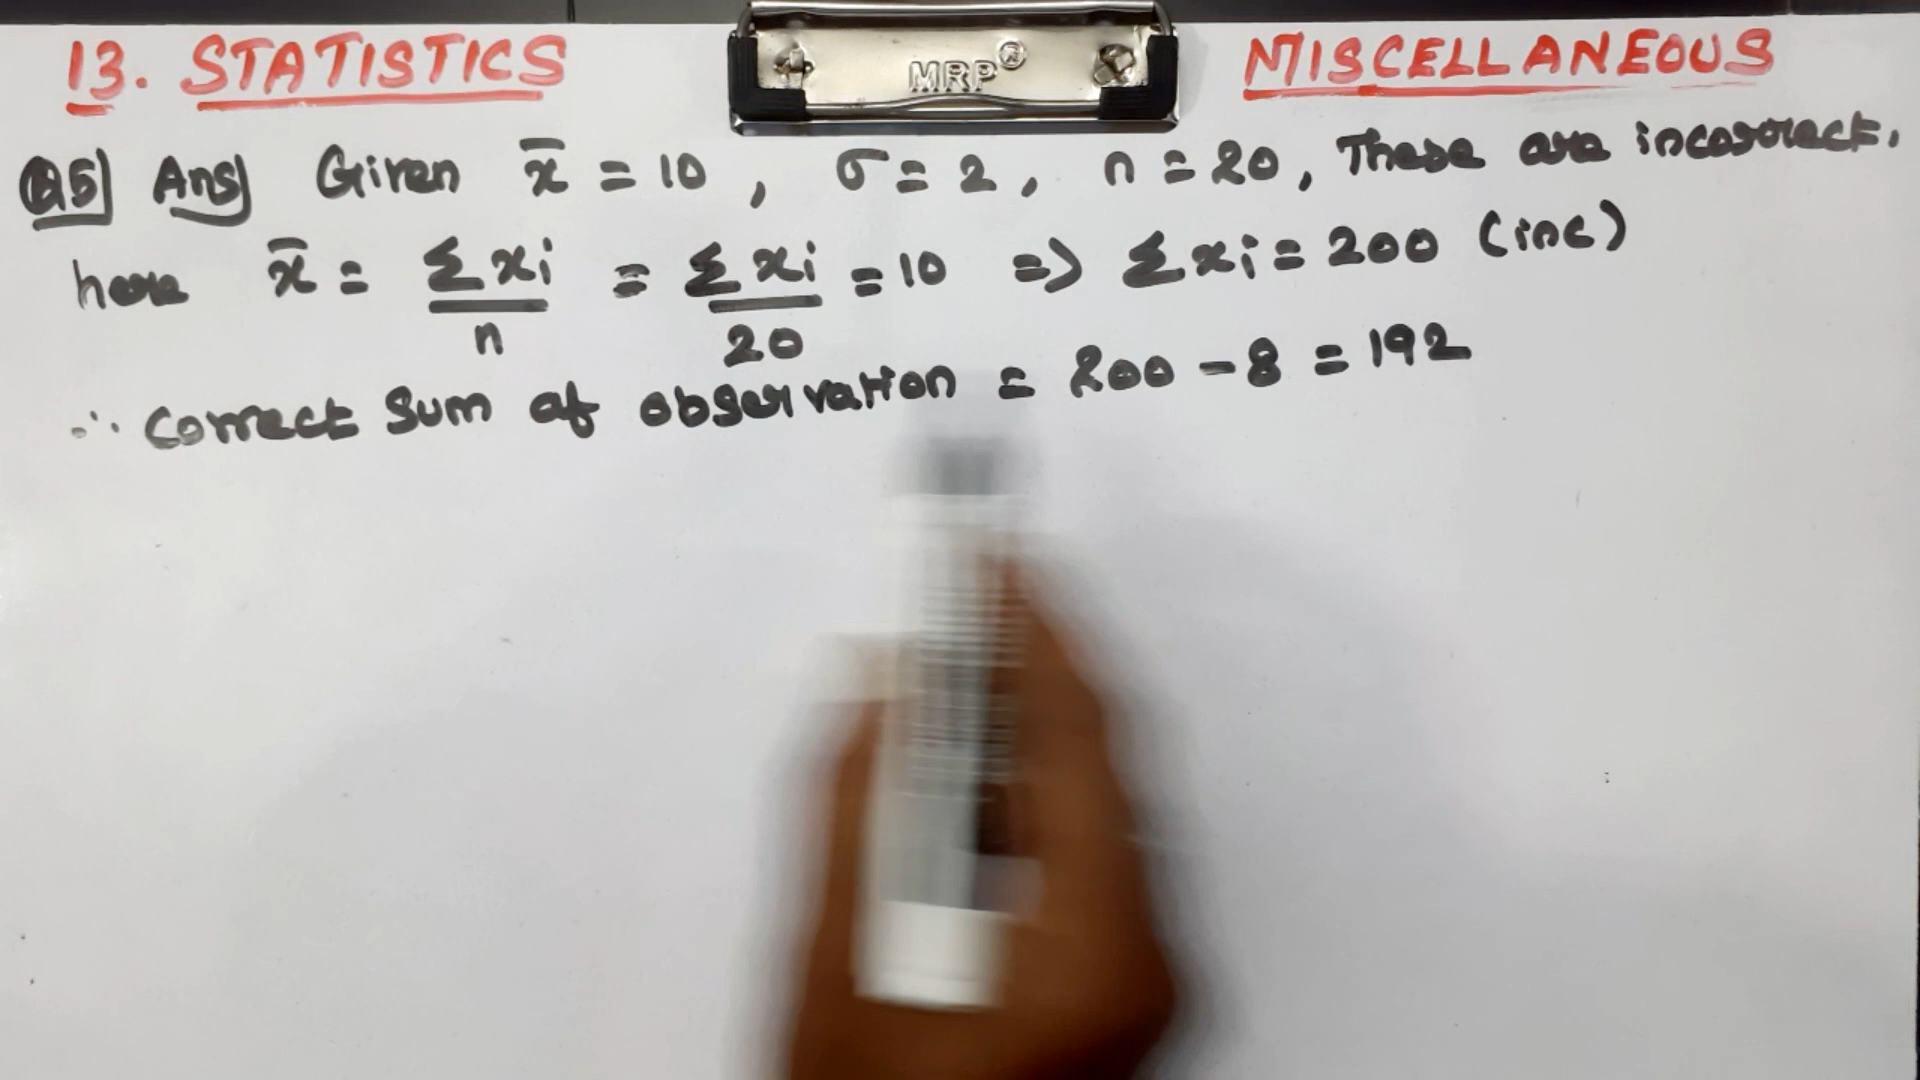 13. STATISTICS MRP® MISCELLANEOUS
Q5] Ans] Given x̄ = 10, σ = 2, n = 20, These are incorrect.
here x̄ = Σxi/n = Σxi/20 = 10 ⇒ Σxi = 200 (inc)
∴ Correct Sum of observation = 200 - 8 = 192